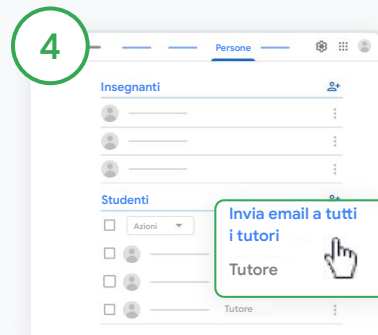 4
Persone
Insegnanti
Studenti
Azioni
Invia email a tutti
i tutori
Tutore
Tutore